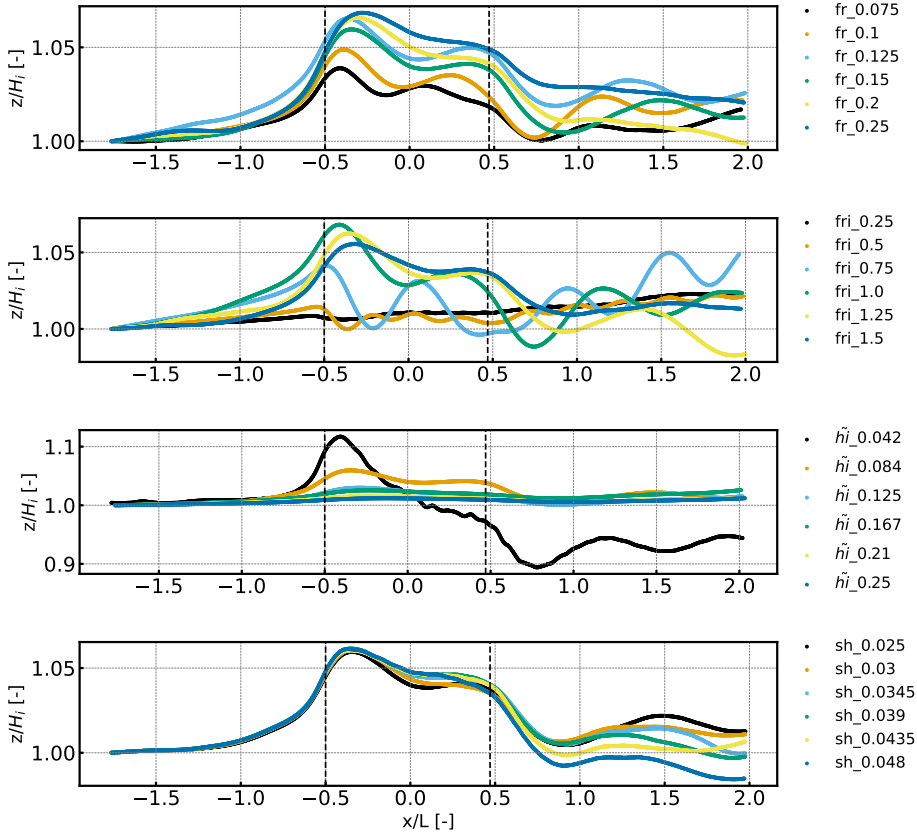 z/H_i [-]
1.05
1.00
−1.5 −1.0 −0.5 0.0 0.5 1.0 1.5 2.0
fr_0.075
fr_0.1
fr_0.125
fr_0.15
fr_0.2
fr_0.25
z/H_i [-]
1.05
1.00
−1.5 −1.0 −0.5 0.0 0.5 1.0 1.5 2.0
fri_0.25
fri_0.5
fri_0.75
fri_1.0
fri_1.25
fri_1.5
z/H_i [-]
1.1
1.0
0.9
−1.5 −1.0 −0.5 0.0 0.5 1.0 1.5 2.0
hĩ_0.042
hĩ_0.084
hĩ_0.125
hĩ_0.167
hĩ_0.21
hĩ_0.25
z/H_i [-]
1.05
1.00
−1.5 −1.0 −0.5 0.0 0.5 1.0 1.5 2.0
x/L [-]
sh_0.025
sh_0.03
sh_0.0345
sh_0.039
sh_0.0435
sh_0.048